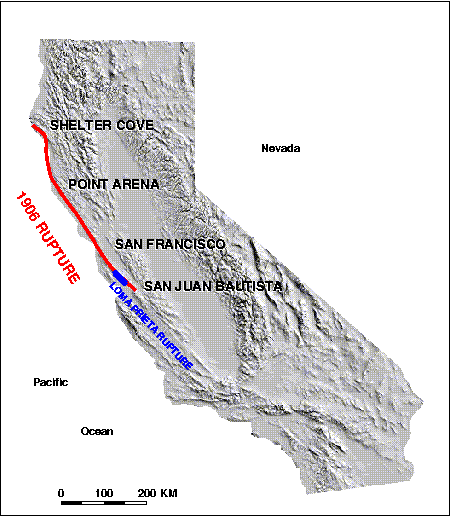 SHELTER COVE
Nevada
POINT ARENA
1906 RUPTURE
SAN FRANCISCO
SAN JUAN BAUTISTA
LOMA PRIETA RUPTURE
Pacific
Ocean
0 100 200 KM